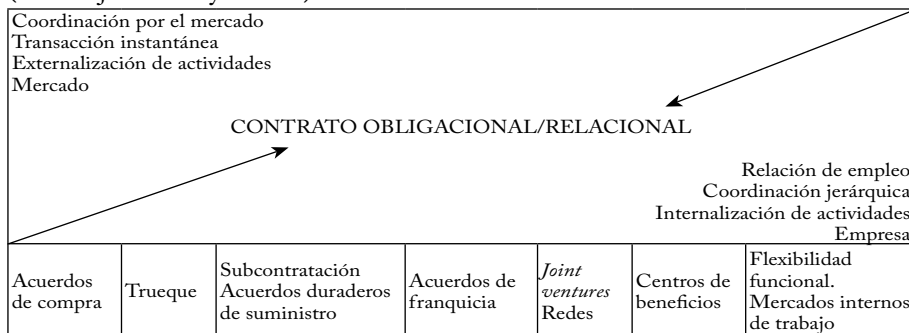 Coordinación por el mercado
Transacción instantánea
Externalización de actividades
Mercado
CONTRATO OBLIGACIONAL/RELACIONAL
Relación de empleo
Coordinación jerárquica
Internalización de actividades
Empresa
Acuerdos
de compra
Trueque
Subcontratación
Acuerdos duraderos
de suministro
Acuerdos de
franquicia
Joint
ventures
Redes
Centros de
beneficios
Flexibilidad
funcional.
Mercados internos
de trabajo